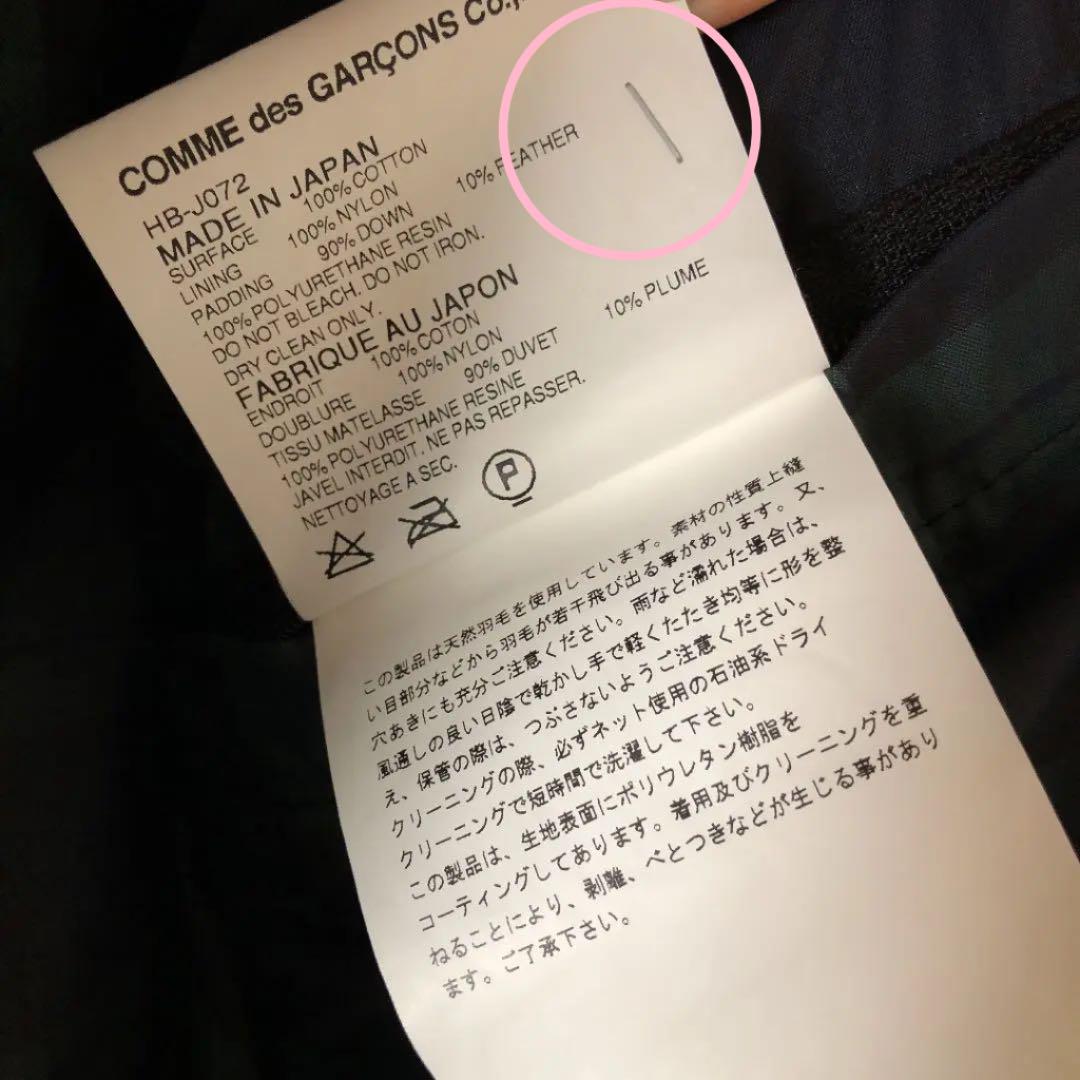 COMME des GARÇONS Co.,
HB-J072
MADE IN JAPAN
SURFACE 100% COTTON
LINING 100% NYLON
PADDING 90% DOWN 10% FEATHER
100% POLYURETHANE RESIN
DO NOT BLEACH. DO NOT IRON.
DRY CLEAN ONLY.
FABRIQUE AU JAPON
ENDROIT 100% COTON
DOUBLURE 100% NYLON
TISSU MATELASSE 90% DUVET 10% PLUME
100% POLYURETHANE RESINE
JAVEL INTERDIT. NE PAS REPASSER.
NETTOYAGE A SEC.
P
この製品は天然羽毛を使用しています。素材の性質上縫
い目部分などから羽毛が若干飛び出る事があります。又、
穴あきにも充分ご注意ください。雨など濡れた場合は、
風通しの良い日陰で乾かし手で軽くたたき均等に形を整
え、保管の際は、つぶさないようご注意ください。
クリーニングの際、必ずネット使用の石油系ドライ
クリーニングで短時間で洗濯して下さい。
この製品は、生地表面にポリウレタン樹脂を
コーティングしてあります。着用及びクリーニングを重
ねることにより、剥離、べとつきなどが生じる事があり
ます。ご了承下さい。